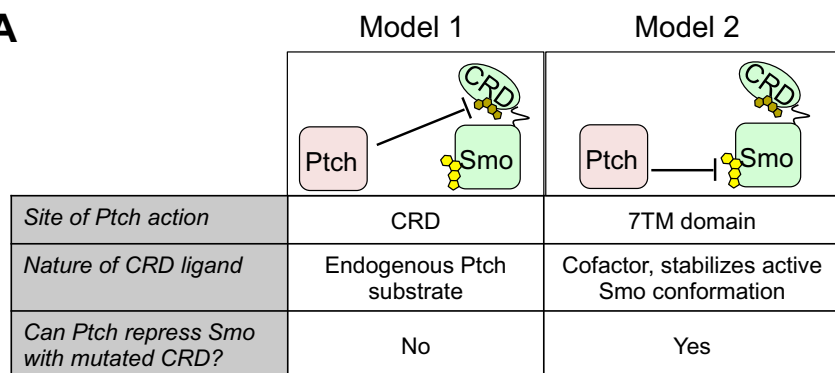 A
Model 1
Model 2
CRD
Ptch
Smo
CRD
Ptch
Smo
Site of Ptch action
CRD
7TM domain
Nature of CRD ligand
Endogenous Ptch
substrate
Cofactor, stabilizes active
Smo conformation
Can Ptch repress Smo
with mutated CRD?
No
Yes